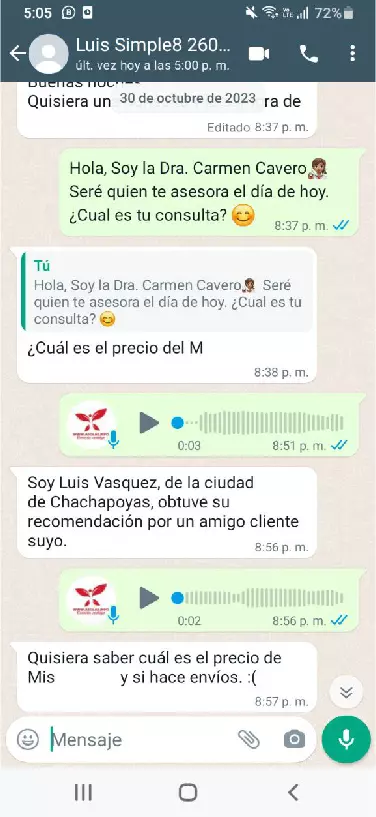 5:05 72%
Luis Simple8 260...
últ. vez hoy a las 5:00 p. m.
Buenas noches
Quisiera un 30 de octubre de 2023 ra de
Editado 8:37 p. m.
Hola, Soy la Dra. Carmen Cavero
Seré quien te asesora el día de hoy.
¿Cual es tu consulta? 😊
8:37 p. m.
Tú
Hola, Soy la Dra. Carmen Cavero Seré
quien te asesora el día de hoy. ¿Cual es tu
consulta? 😊
¿Cuál es el precio del M
8:38 p. m.
0:03 8:51 p. m.
Soy Luis Vasquez, de la ciudad
de Chachapoyas, obtuve su
recomendación por un amigo cliente
suyo.
8:56 p. m.
0:02 8:56 p. m.
Quisiera saber cuál es el precio de
Mis y si hace envíos. :(
8:57 p. m.
Mensaje